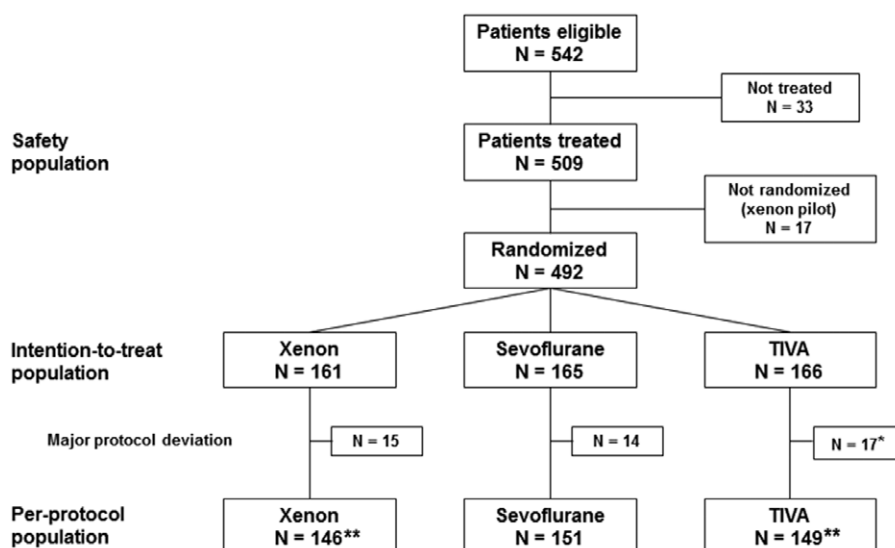 Patients eligible
N = 542
Not treated
N = 33
Safety
population
Patients treated
N = 509
Not randomized
(xenon pilot)
N = 17
Randomized
N = 492
Intention-to-treat
population
Xenon
N = 161
Sevoflurane
N = 165
TIVA
N = 166
Major protocol deviation
N = 15
N = 14
N = 17*
Per-protocol
population
Xenon
N = 146**
Sevoflurane
N = 151
TIVA
N = 149**